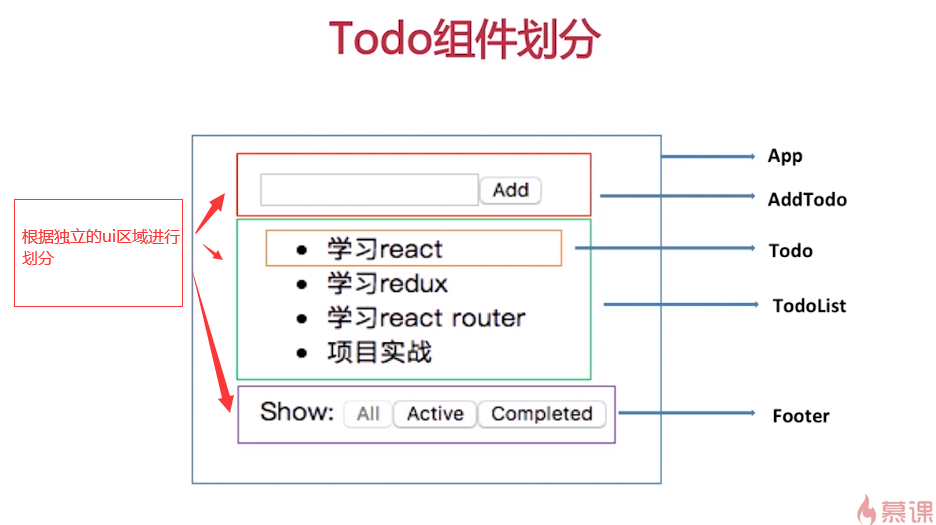 Todo组件划分
App
AddTodo
Add
根据独立的ui区域进行
划分
学习react
Todo
学习redux
学习react router
TodoList
项目实战
Show: All Active Completed
Footer
慕课